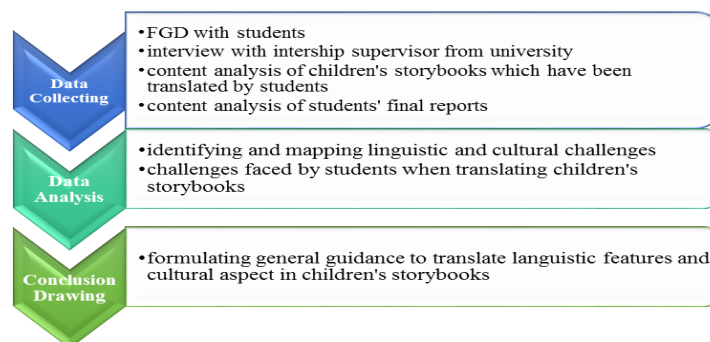 Data
Collecting
•FGD with students
•interview with intership supervisor from university
•content analysis of children's storybooks which have been
translated by students
•content analysis of students' final reports
Data
Analysis
•identifying and mapping linguistic and cultural challenges
•challenges faced by students when translating children's
storybooks
Conclusion
Drawing
•formulating general guidance to translate languistic features and
cultural aspect in children's storybooks